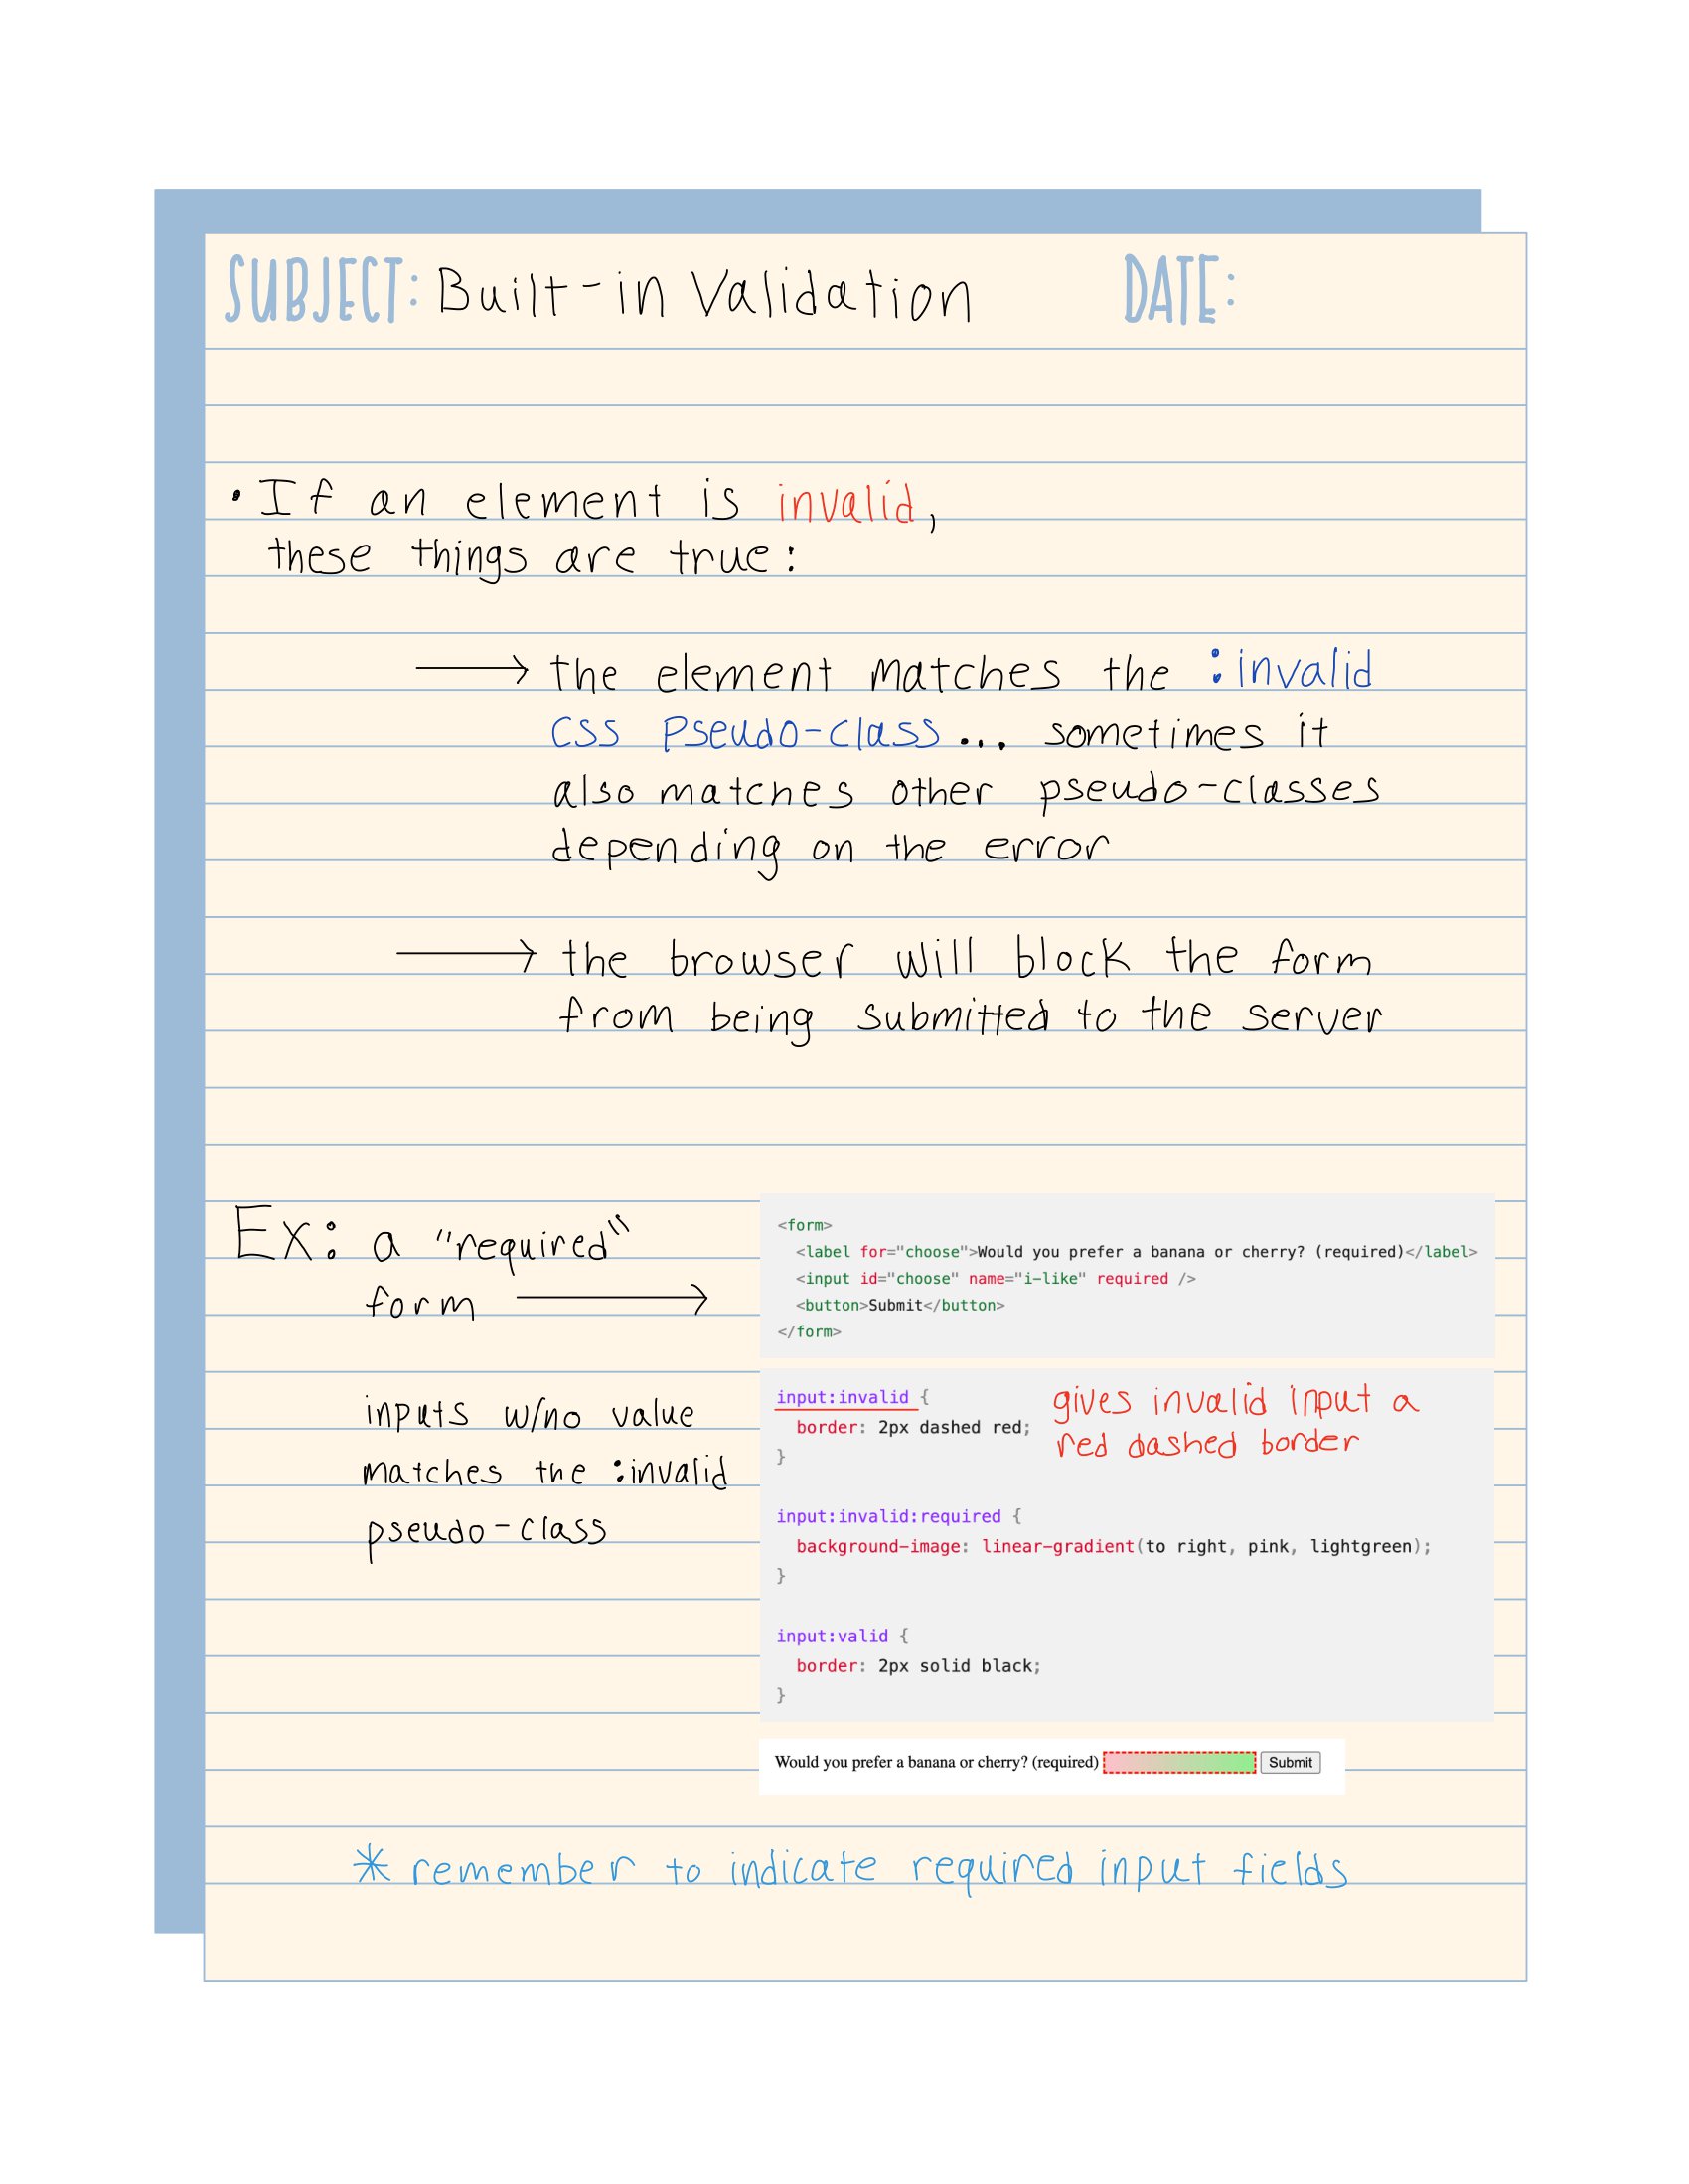 SUBJECT: Built-in Validation DATE:
• If an element is invalid,
these things are true:
→ the element matches the :invalid
CSS pseudo-class... sometimes it
also matches other pseudo-classes
depending on the error
→ the browser will block the form
from being submitted to the server
Ex: a "required"
form →
inputs w/no value
matches the :invalid
pseudo-class
<form>
<label for="choose">Would you prefer a banana or cherry? (required)</label>
<input id="choose" name="i-like" required />
<button>Submit</button>
</form>
input:invalid {
border: 2px dashed red;
}
gives invalid input a
red dashed border
input:invalid:required {
background-image: linear-gradient(to right, pink, lightgreen);
}
input:valid {
border: 2px solid black;
}
Would you prefer a banana or cherry? (required) Submit
* remember to indicate required input fields